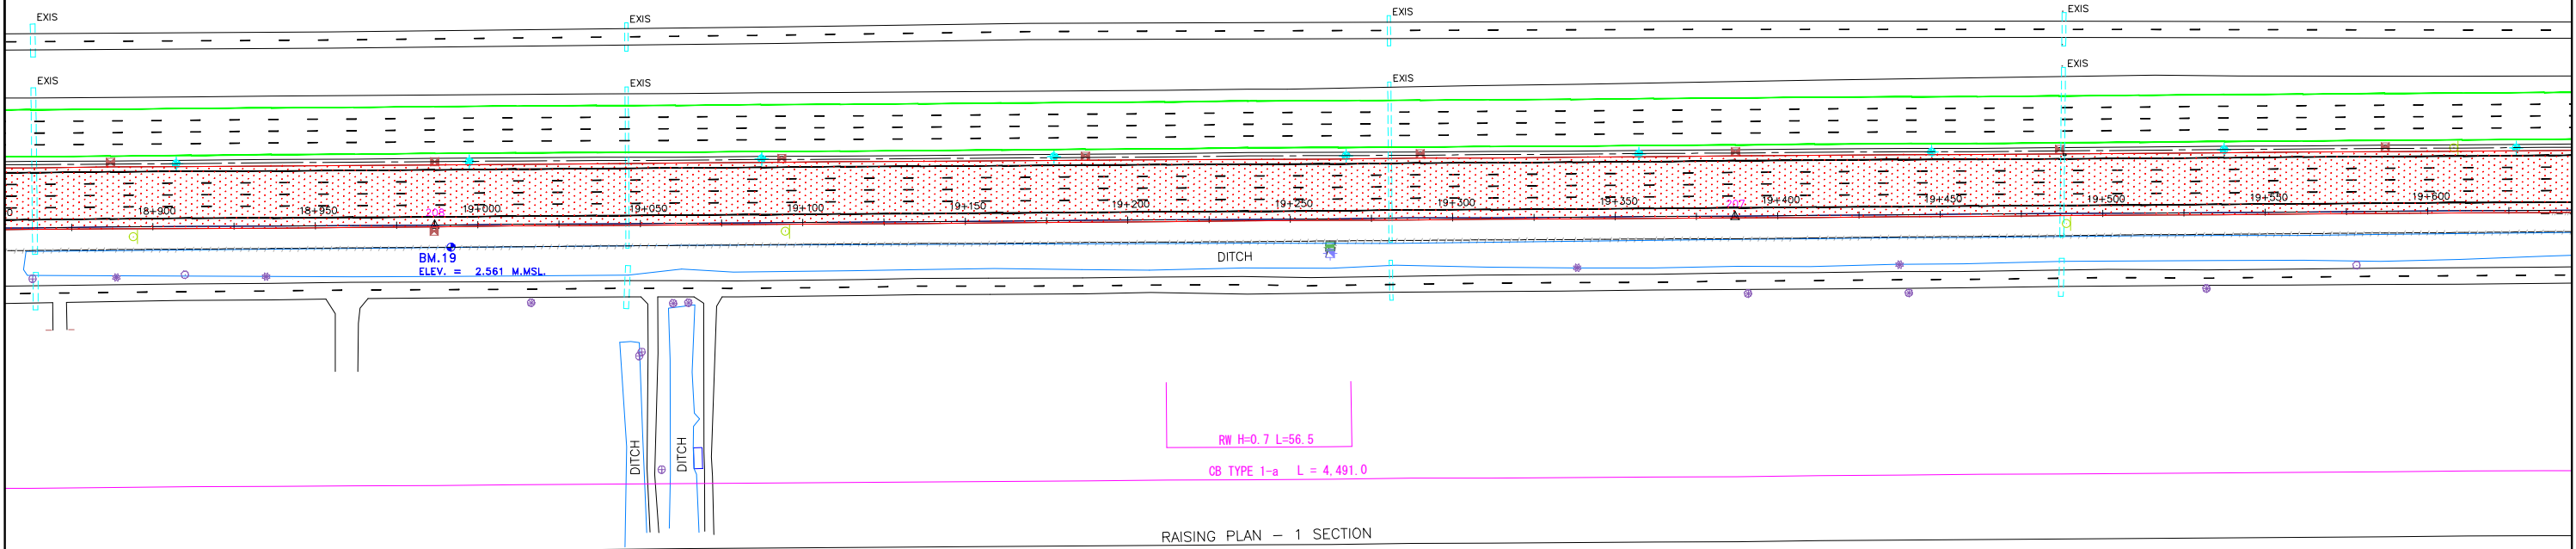 EXIS
EXIS
EXIS
EXIS
EXIS
EXIS
EXIS
EXIS
0
18+900
18+950
206
19+000
19+050
19+100
19+150
19+200
19+250
19+300
19+350
207
19+400
19+450
19+500
19+550
19+600
BM.19
ELEV. = 2.561 M.MSL.
DITCH
DITCH
DITCH
RW H=0.7 L=56.5
CB TYPE 1-a L = 4,491.0
RAISING PLAN - 1 SECTION